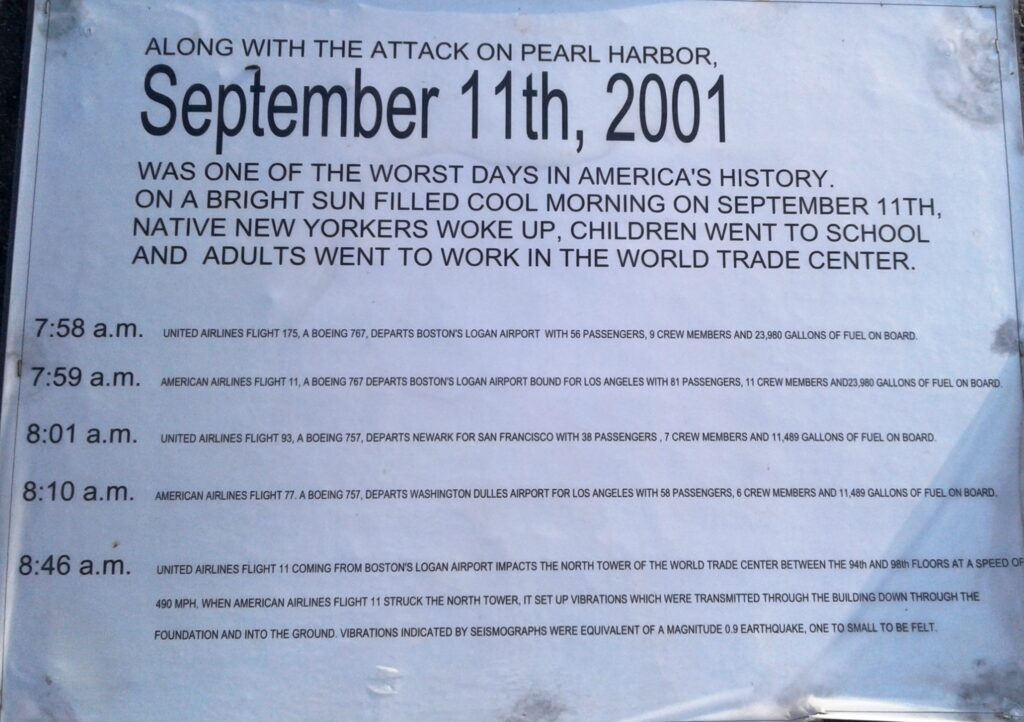 ALONG WITH THE ATTACK ON PEARL HARBOR,
September 11th, 2001
WAS ONE OF THE WORST DAYS IN AMERICA'S HISTORY.
ON A BRIGHT SUN FILLED COOL MORNING ON SEPTEMBER 11TH,
NATIVE NEW YORKERS WOKE UP, CHILDREN WENT TO SCHOOL
AND ADULTS WENT TO WORK IN THE WORLD TRADE CENTER.
7:58 a.m. UNITED AIRLINES FLIGHT 175, A BOEING 767, DEPARTS BOSTON'S LOGAN AIRPORT WITH 56 PASSENGERS, 9 CREW MEMBERS AND 23,980 GALLONS OF FUEL ON BOARD.
7:59 a.m. AMERICAN AIRLINES FLIGHT 11, A BOEING 767 DEPARTS BOSTON'S LOGAN AIRPORT BOUND FOR LOS ANGELES WITH 81 PASSENGERS, 11 CREW MEMBERS AND23,980 GALLONS OF FUEL ON BOARD.
8:01 a.m. UNITED AIRLINES FLIGHT 93, A BOEING 757, DEPARTS NEWARK FOR SAN FRANCISCO WITH 38 PASSENGERS , 7 CREW MEMBERS AND 11,489 GALLONS OF FUEL ON BOARD.
8:10 a.m. AMERICAN AIRLINES FLIGHT 77. A BOEING 757, DEPARTS WASHINGTON DULLES AIRPORT FOR LOS ANGELES WITH 58 PASSENGERS, 6 CREW MEMBERS AND 11,489 GALLONS OF FUEL ON BOARD.
8:46 a.m. UNITED AIRLINES FLIGHT 11 COMING FROM BOSTON'S LOGAN AIRPORT IMPACTS THE NORTH TOWER OF THE WORLD TRADE CENTER BETWEEN THE 94th AND 98th FLOORS AT A SPEED OF
490 MPH, WHEN AMERICAN AIRLINES FLIGHT 11 STRUCK THE NORTH TOWER, IT SET UP VIBRATIONS WHICH WERE TRANSMITTED THROUGH THE BUILDING DOWN THROUGH THE
FOUNDATION AND INTO THE GROUND. VIBRATIONS INDICATED BY SEISMOGRAPHS WERE EQUIVALENT OF A MAGNITUDE 0.9 EARTHQUAKE, ONE TO SMALL TO BE FELT.